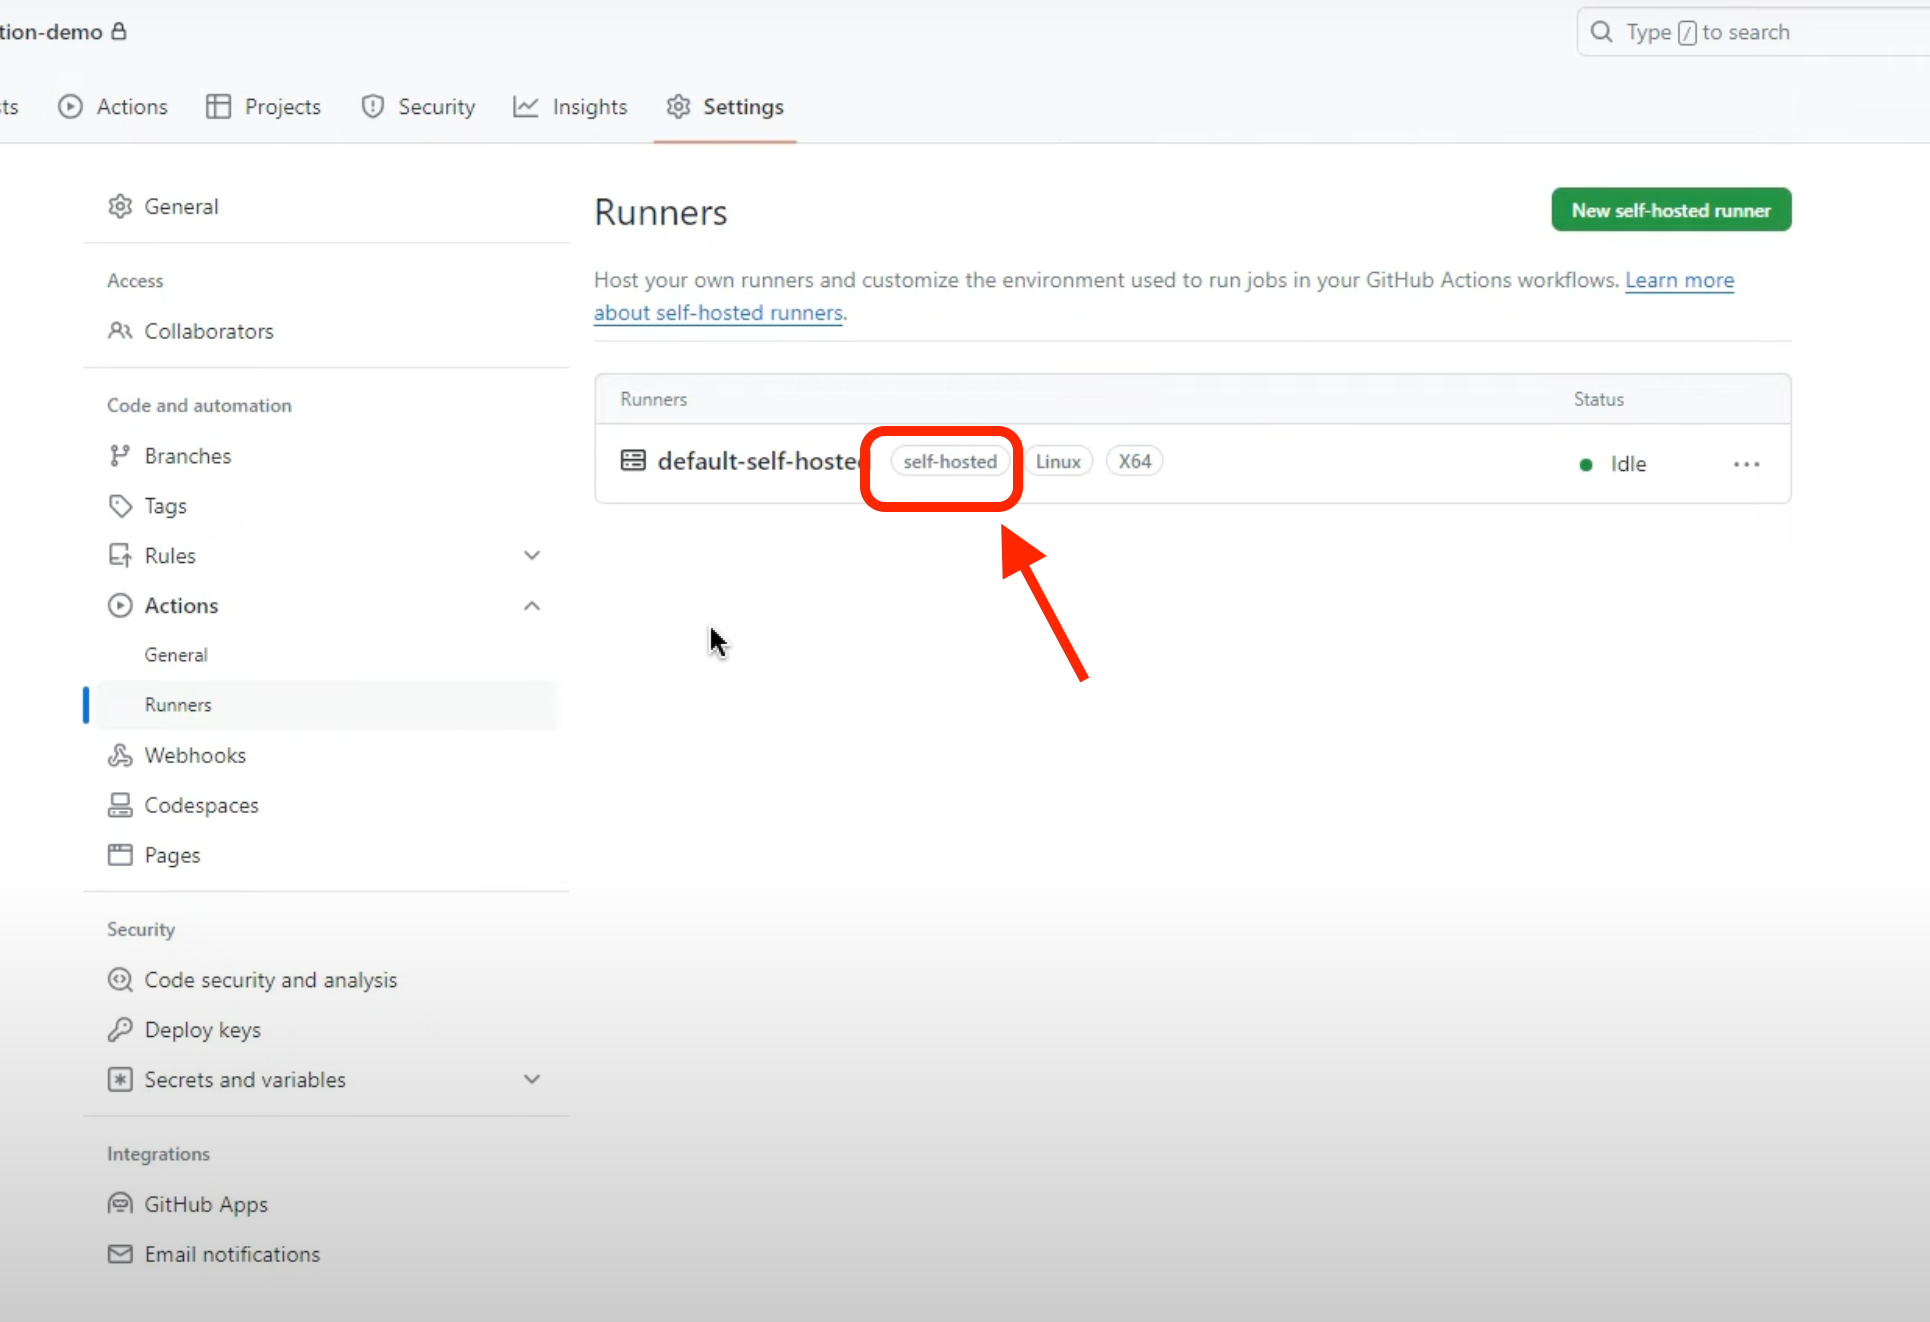 tion-demo
Type / to search
ts
Actions
Projects
Security
Insights
Settings
General
Access
Collaborators
Code and automation
Branches
Tags
Rules
Actions
General
Runners
Webhooks
Codespaces
Pages
Security
Code security and analysis
Deploy keys
Secrets and variables
Integrations
GitHub Apps
Email notifications
Runners
New self-hosted runner
Host your own runners and customize the environment used to run jobs in your GitHub Actions workflows. Learn more
about self-hosted runners.
Runners
Status
default-self-hosted
self-hosted
Linux
X64
Idle